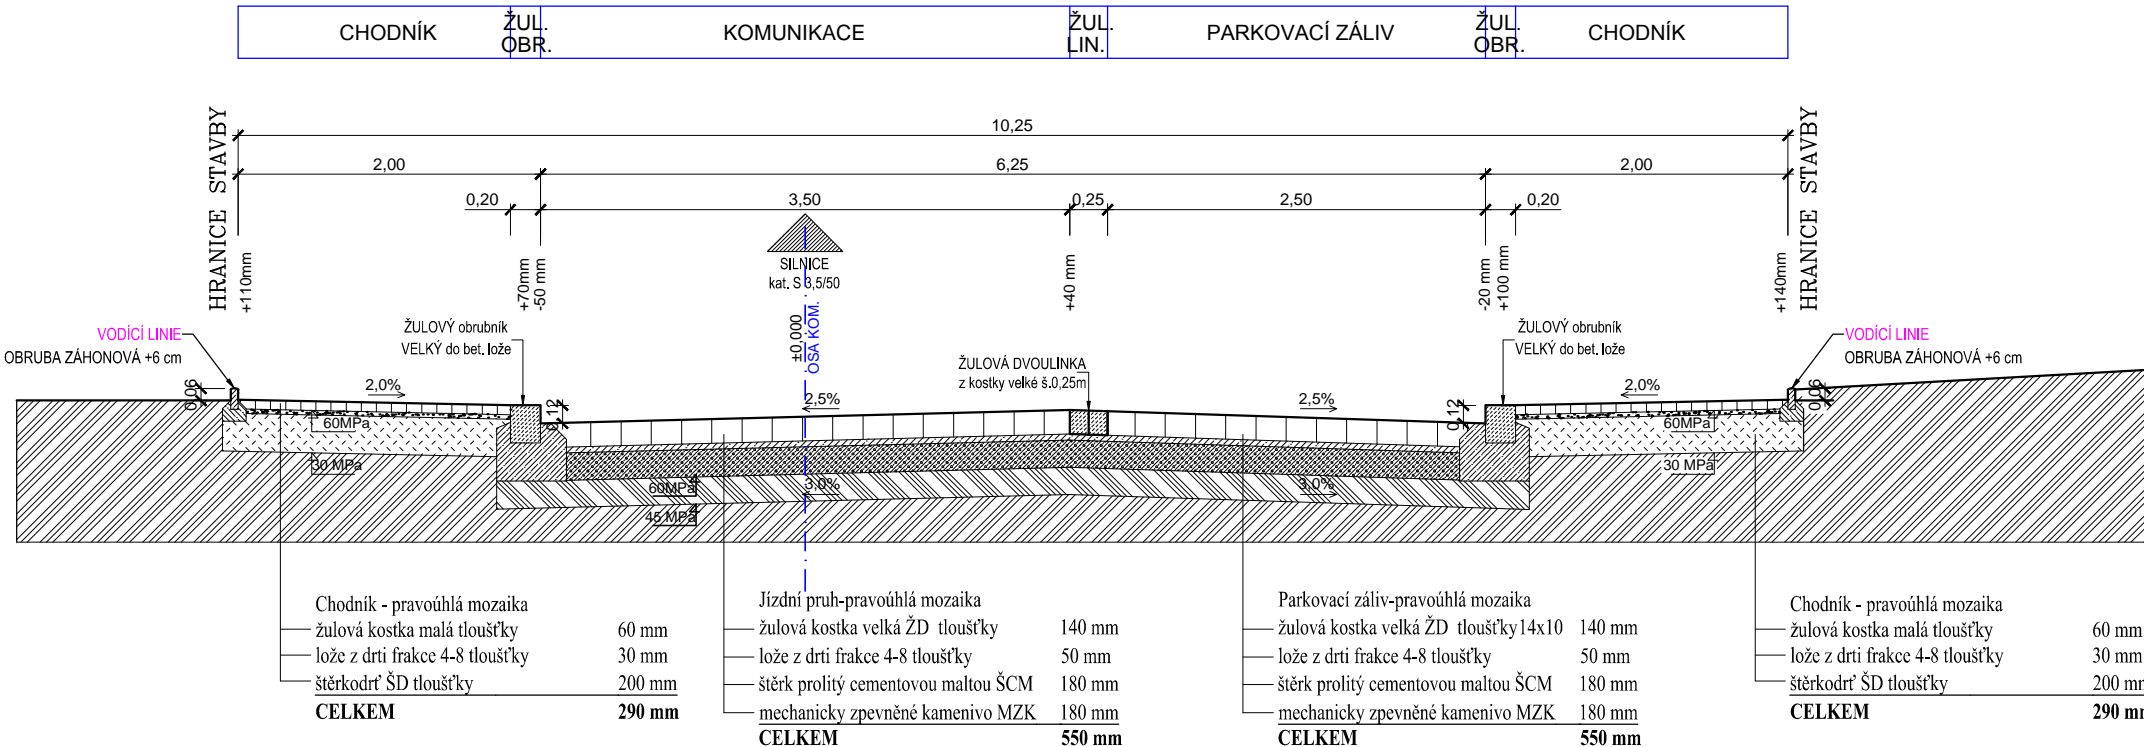 CHODNÍK
ŽUL.
OBR.
KOMUNIKACE
ŽUL.
LIN.
PARKOVACÍ ZÁLIV
ŽUL.
OBR.
CHODNÍK
HRANICE STAVBY
10,25
2,00
6,25
2,00
0,20
3,50
0,25
2,50
0,20
HRANICE STAVBY
+110mm
+70mm
-50 mm
SILNICE
kat. S 3,5/50
±0,000
OSA KOM.
+40 mm
-20 mm
+100 mm
+140mm
VODÍCÍ LINIE
OBRUBA ZÁHONOVÁ +6 cm
ŽULOVÝ obrubník
VELKÝ do bet. lože
ŽULOVÁ DVOULINKA
z kostky velké š.0,25m
ŽULOVÝ obrubník
VELKÝ do bet. lože
VODÍCÍ LINIE
OBRUBA ZÁHONOVÁ +6 cm
0,06
2,0%
0,12
2,5%
2,5%
0,12
2,0%
0,06
60MPa
30 MPa
60MPa
45 MPa
3,0%
3,0%
60MPa
30 MPa
Chodník - pravoúhlá mozaika
žulová kostka malá tloušťky 60 mm
lože z drti frakce 4-8 tloušťky 30 mm
štěrkodrť ŠD tloušťky 200 mm
CELKEM 290 mm
Jízdní pruh-pravoúhlá mozaika
žulová kostka velká ŽD tloušťky 140 mm
lože z drti frakce 4-8 tloušťky 50 mm
štěrk prolitý cementovou maltou ŠCM 180 mm
mechanicky zpevněné kamenivo MZK 180 mm
CELKEM 550 mm
Parkovací záliv-pravoúhlá mozaika
žulová kostka velká ŽD tloušťky14x10 140 mm
lože z drti frakce 4-8 tloušťky 50 mm
štěrk prolitý cementovou maltou ŠCM 180 mm
mechanicky zpevněné kamenivo MZK 180 mm
CELKEM 550 mm
Chodník - pravoúhlá mozaika
žulová kostka malá tloušťky 60 mm
lože z drti frakce 4-8 tloušťky 30 mm
štěrkodrť ŠD tloušťky 200 mm
CELKEM 290 mm